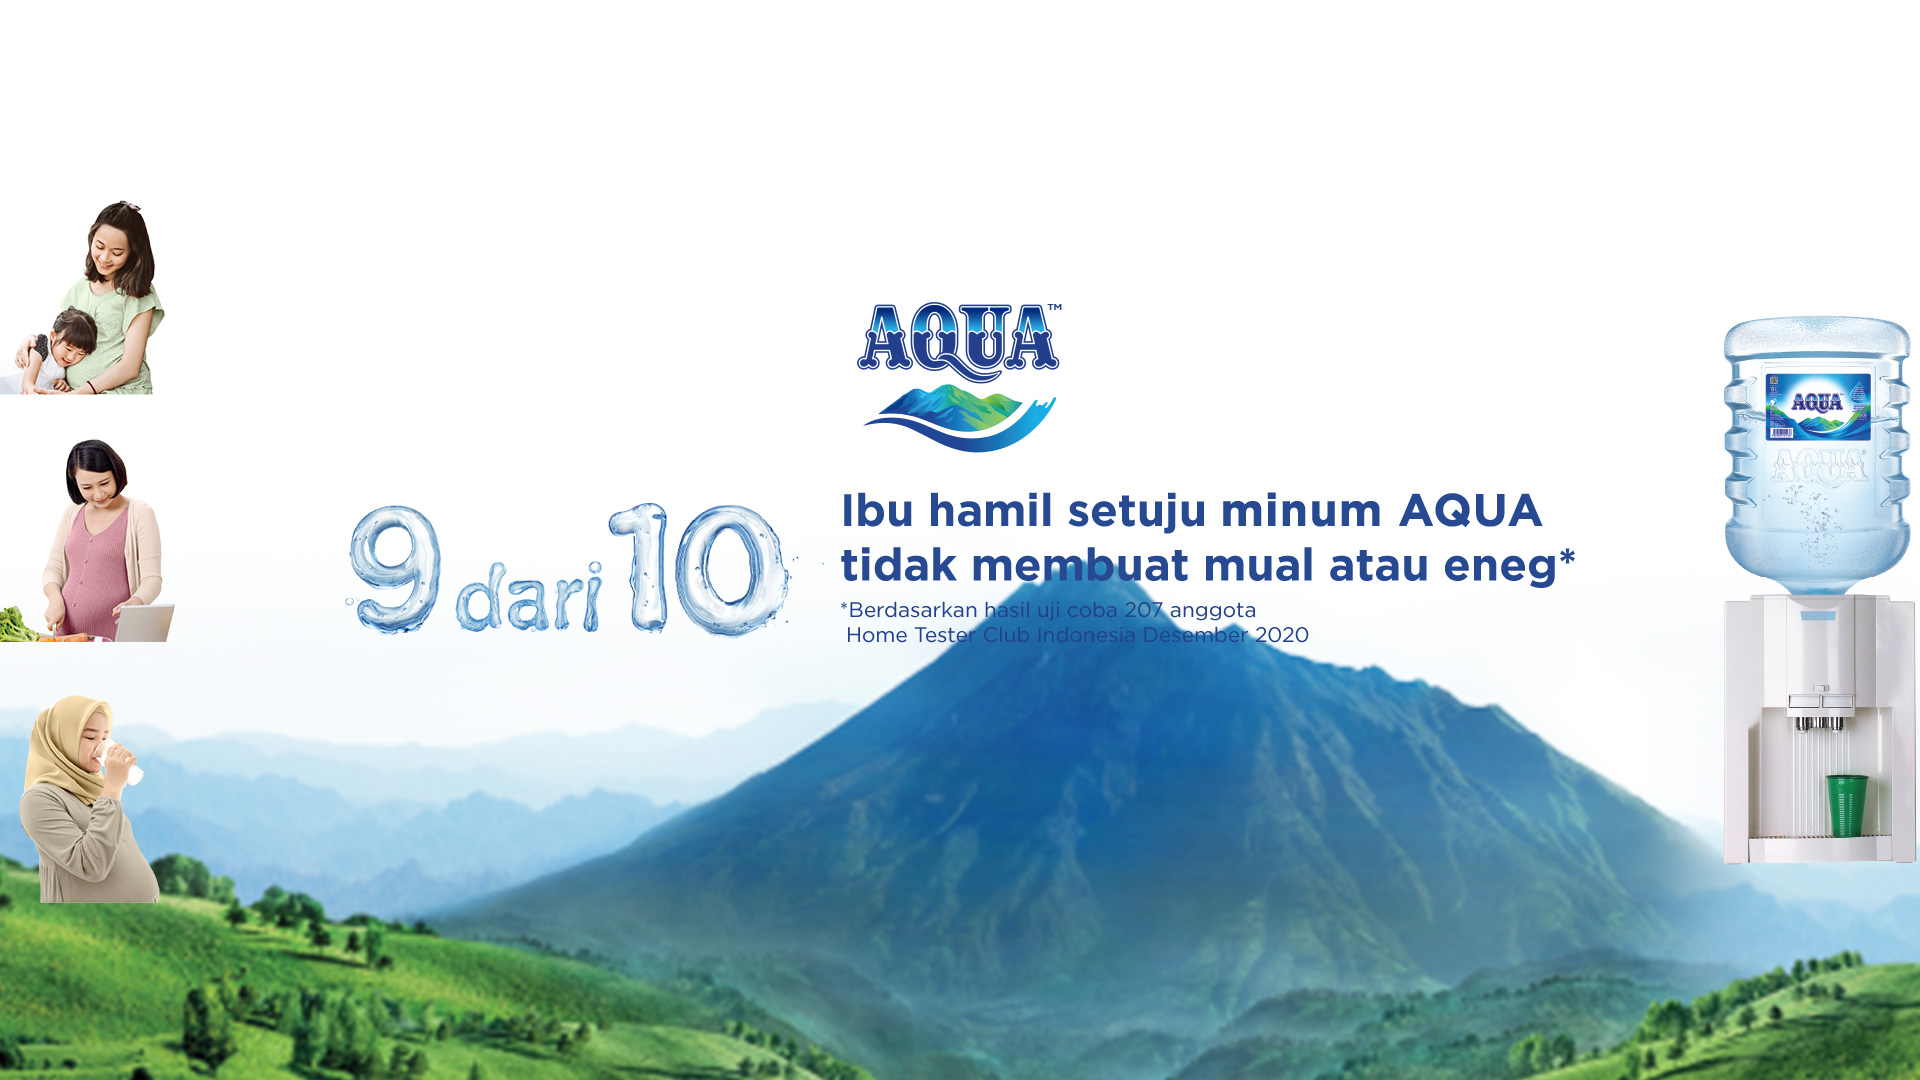 AQUA™
9 dari 10
Ibu hamil setuju minum AQUA
tidak membuat mual atau eneg*
*Berdasarkan hasil uji coba 207 anggota
Home Tester Club Indonesia Desember 2020
AQUA
AQUA